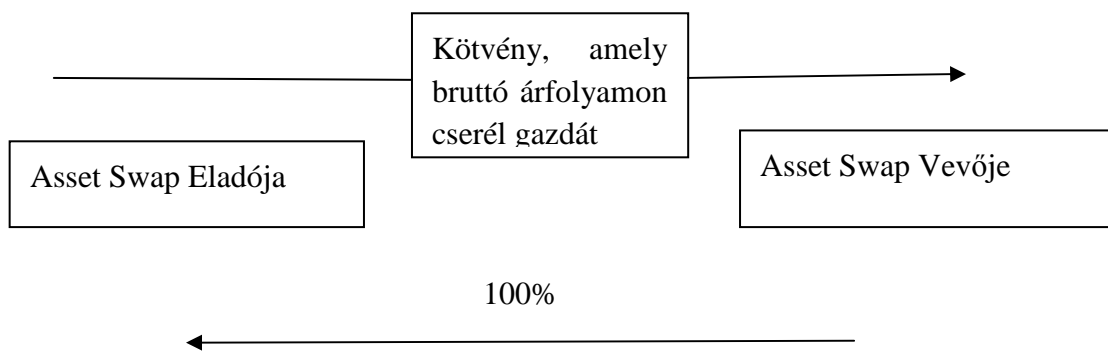 Kötvény, amely
bruttó árfolyamon
cserél gazdát
Asset Swap Eladója
Asset Swap Vevője
100%